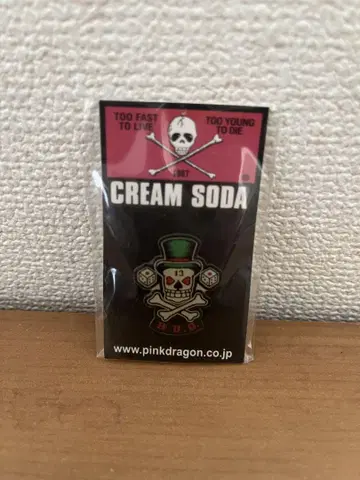 TOO FAST
TO LIVE
TOO YOUNG
TO DIE
CREAM SODA
13
www.pinkdragon.co.jp